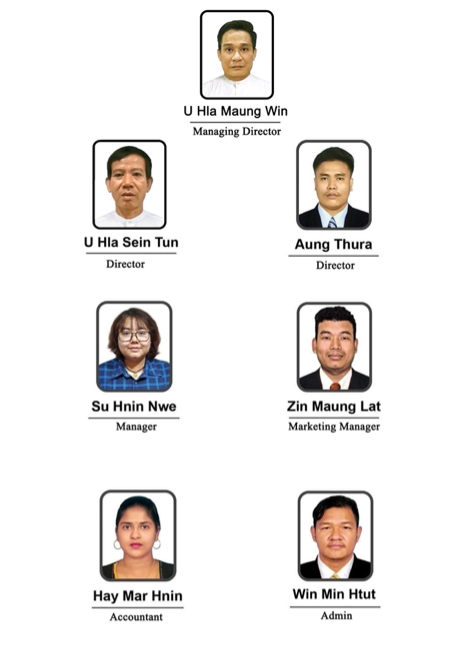 U Hla Maung Win
Managing Director
U Hla Sein Tun
Director
Aung Thura
Director
Su Hnin Nwe
Manager
Zin Maung Lat
Marketing Manager
Hay Mar Hnin
Accountant
Win Min Htut
Admin